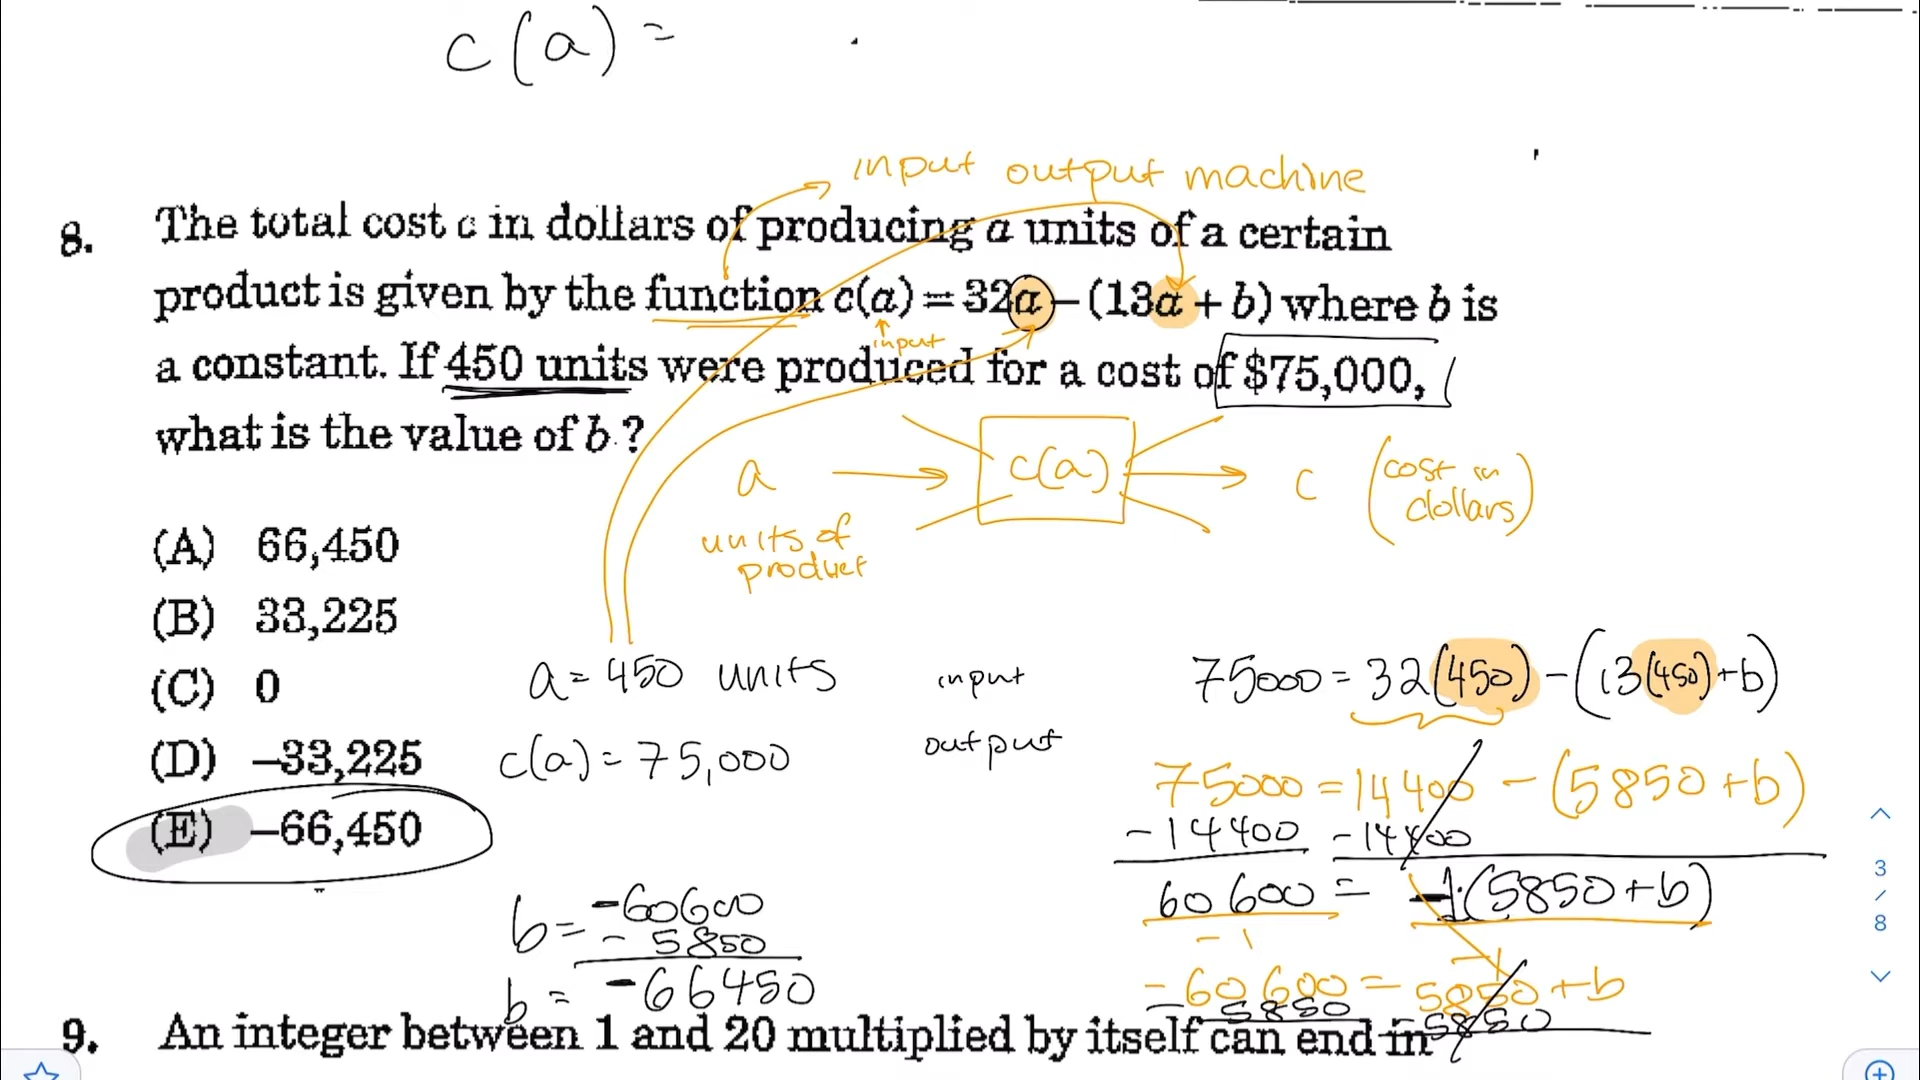 c(a) =
input output machine
8. The total cost c in dollars of producing a units of a certain
product is given by the function c(a) = 32a – (13a + b) where b is
input
a constant. If 450 units were produced for a cost of $75,000,
what is the value of b?
a → c(a) → c (cost in dollars)
units of product
(A) 66,450
(B) 33,225
(C) 0
(D) –33,225
(E) –66,450
a = 450 units input
c(a) = 75,000 output
75000 = 32(450) – (13(450) + b)
75000 = 14400 – (5850 + b)
-14400 -14400
60600 = -1·(5850 + b)
-1 -1
-60600 = 5850 + b
- 5850 -5850
b = -60600
- 5850
b = -66450
9. An integer between 1 and 20 multiplied by itself can end in
3
/
8